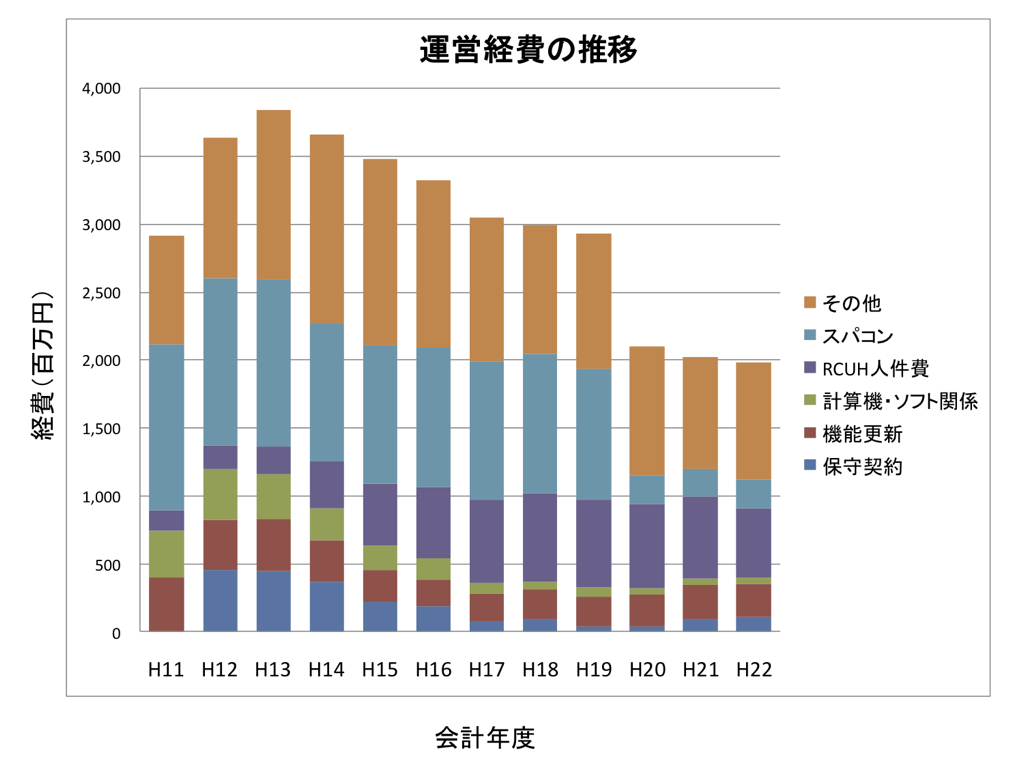 運営経費の推移
4,000
3,500
3,000
2,500
2,000
1,500
1,000
500
0
経費（百万円）
H11 H12 H13 H14 H15 H16 H17 H18 H19 H20 H21 H22
会計年度
その他
スパコン
RCUH人件費
計算機・ソフト関係
機能更新
保守契約